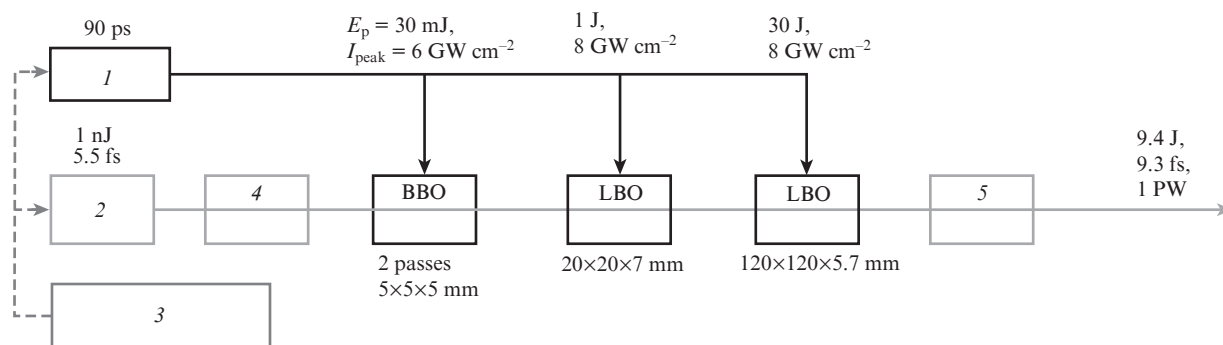 90 ps
1
E_p = 30 mJ,
I_peak = 6 GW cm⁻²
1 J,
8 GW cm⁻²
30 J,
8 GW cm⁻²
1 nJ
5.5 fs
2
4
BBO
LBO
LBO
5
9.4 J,
9.3 fs,
1 PW
2 passes
5×5×5 mm
20×20×7 mm
120×120×5.7 mm
3